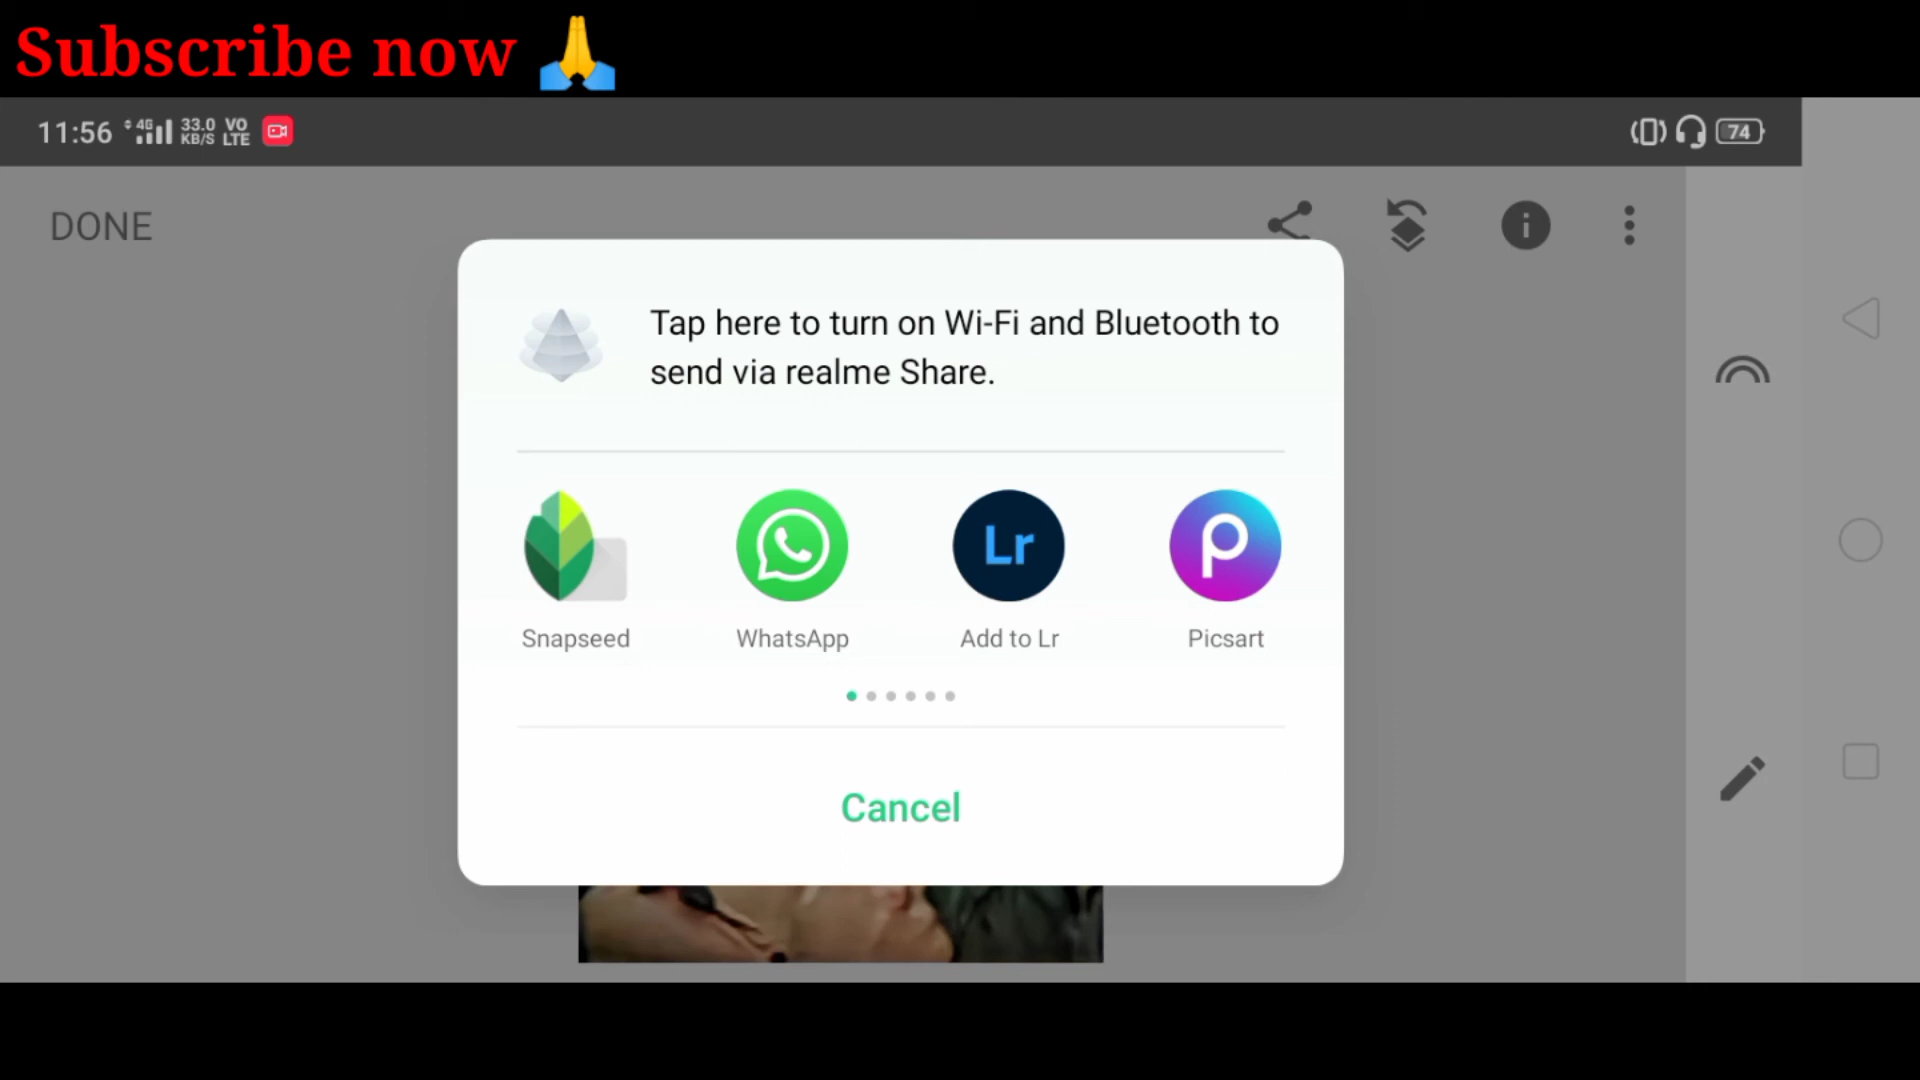 Subscribe now 🙏
11:56 4G 33.0 KB/S VO LTE 74
DONE
Tap here to turn on Wi-Fi and Bluetooth to
send via realme Share.
Lr
Snapseed WhatsApp Add to Lr Picsart
Cancel